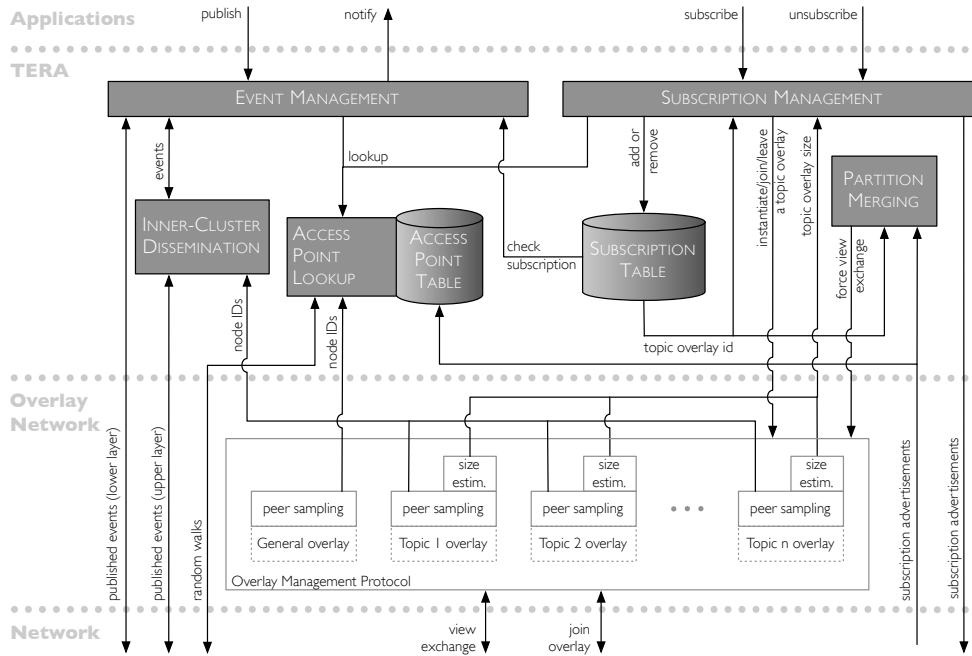 Applications
publish
notify
subscribe
unsubscribe
TERA
EVENT MANAGEMENT
SUBSCRIPTION MANAGEMENT
events
lookup
add or
remove
instantiate/join/leave
a topic overlay
topic overlay size
PARTITION
MERGING
INNER-CLUSTER
DISSEMINATION
ACCESS
POINT
LOOKUP
ACCESS
POINT
TABLE
check
subscription
SUBSCRIPTION
TABLE
force view
exchange
node IDs
node IDs
topic overlay id
Overlay
Network
published events (lower layer)
published events (upper layer)
random walks
size
estim.
size
estim.
size
estim.
peer sampling
peer sampling
peer sampling
peer sampling
General overlay
Topic 1 overlay
Topic 2 overlay
Topic n overlay
Overlay Management Protocol
subscription advertisements
subscription advertisements
Network
view
exchange
join
overlay